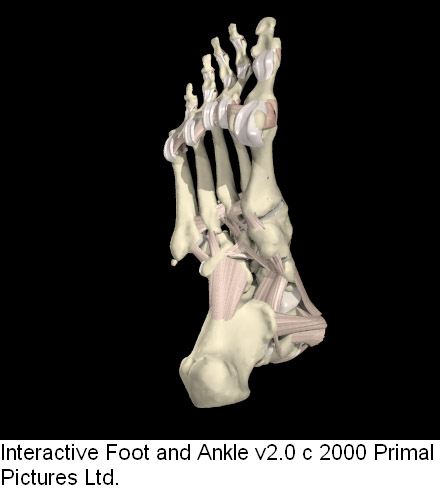 Interactive Foot and Ankle v2.0 c 2000 Primal
Pictures Ltd.